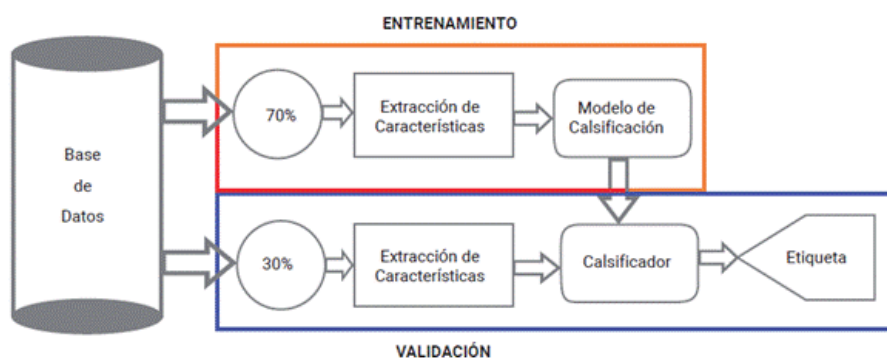 ENTRENAMIENTO
Base
de
Datos
70%
Extracción de
Características
Modelo de
Calsificación
30%
Extracción de
Características
Calsificador
Etiqueta
VALIDACIÓN